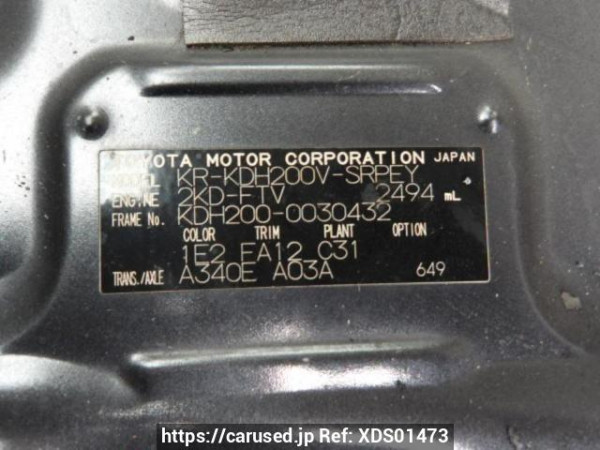 TOYOTA MOTOR CORPORATION JAPAN
MODEL KR-KDH200V-SRPEY
ENGINE 2KD-FTV 2494 mL
FRAME No. KDH200-0030432
COLOR TRIM PLANT OPTION
1E2 FA12 C31
TRANS./AXLE A340E A03A 649
https://carused.jp Ref: XDS01473